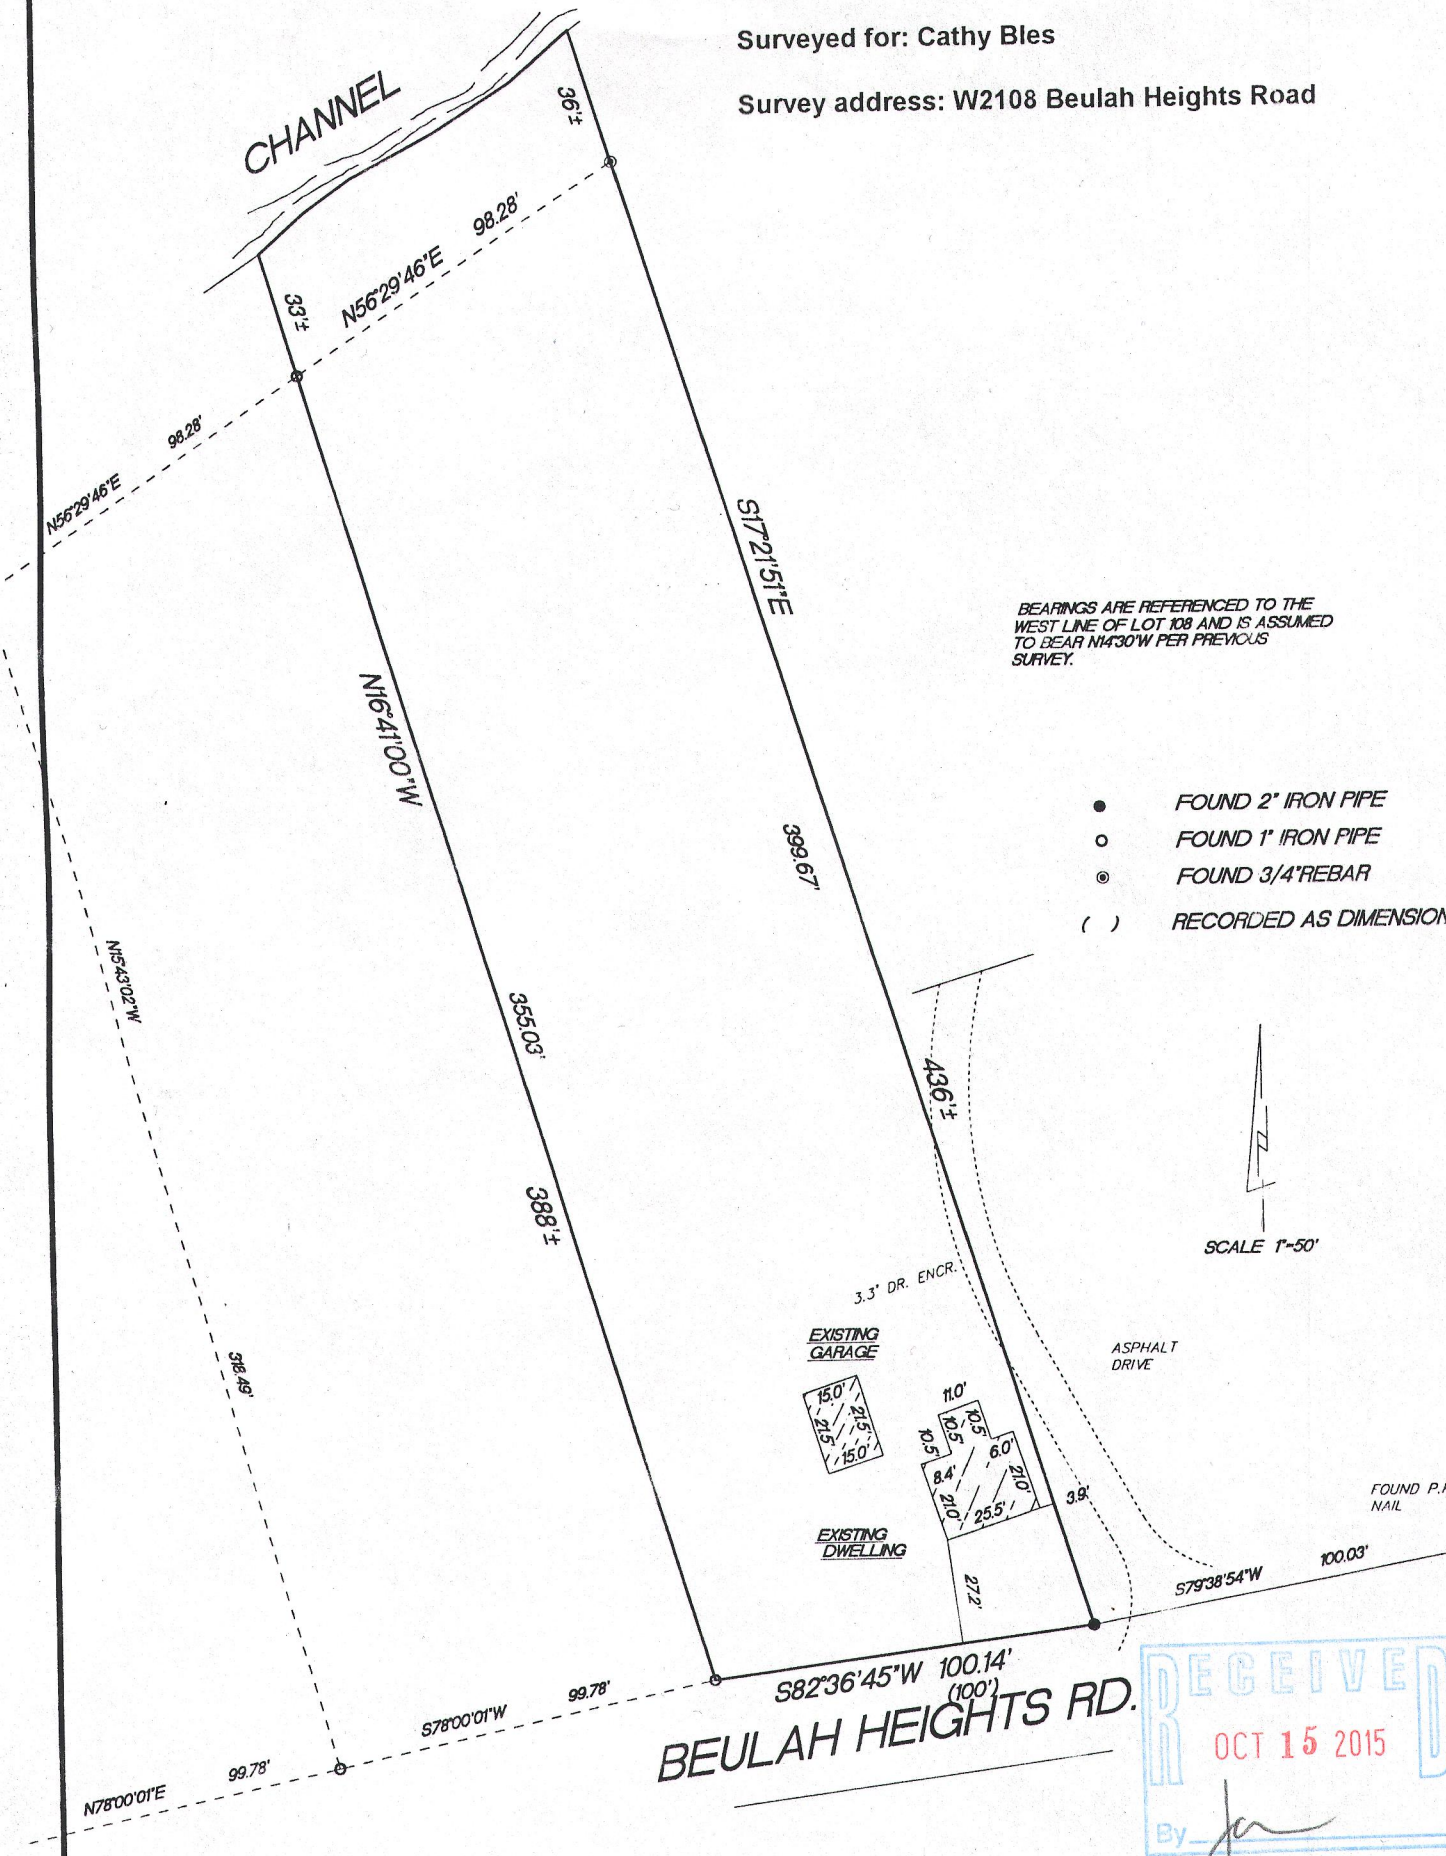 Surveyed for: Cathy Bles
Survey address: W2108 Beulah Heights Road
CHANNEL
36'±
98.28'
N56°29'46"E
33'±
98.28'
N56°29'46"E
S17°21'51"E
BEARINGS ARE REFERENCED TO THE
WEST LINE OF LOT 108 AND IS ASSUMED
TO BEAR N14°30'W PER PREVIOUS
SURVEY.
N16°41'00"W
FOUND 2" IRON PIPE
FOUND 1" IRON PIPE
FOUND 3/4"REBAR
( ) RECORDED AS DIMENSION
399.67'
N15°43'02"W
355.03'
436'±
388'±
SCALE 1"=50'
3.3' DR. ENCR.
EXISTING
GARAGE
ASPHALT
DRIVE
318.49'
15.0'
21.5'
21.5'
15.0'
11.0'
10.5'
10.5'
10.5'
6.0'
8.4'
21.0'
21.0'
25.5'
3.9'
EXISTING
DWELLING
27.2'
FOUND P.K
NAIL
S79°38'54"W 100.03'
S82°36'45"W 100.14'
(100')
BEULAH HEIGHTS RD.
S78°00'01"W 99.78'
N78°00'01"E 99.78'
RECEIVED
OCT 15 2015
By